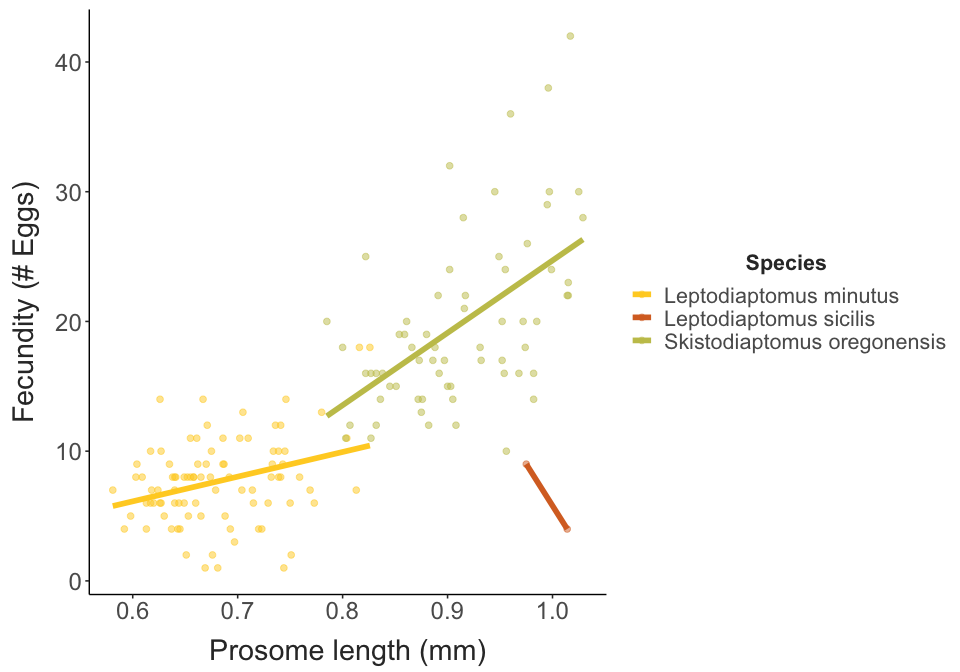 Fecundity (# Eggs)
40
30
20
10
0
0.6 0.7 0.8 0.9 1.0
Prosome length (mm)
Species
Leptodiaptomus minutus
Leptodiaptomus sicilis
Skistodiaptomus oregonensis